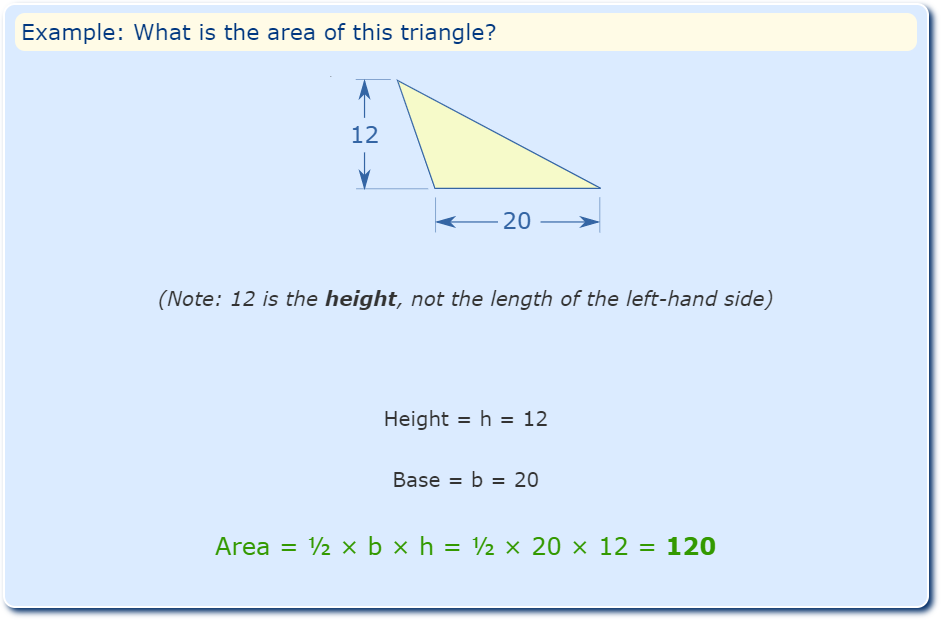 Example: What is the area of this triangle?
12
20
(Note: 12 is the height, not the length of the left-hand side)
Height = h = 12
Base = b = 20
Area = ½ × b × h = ½ × 20 × 12 = 120